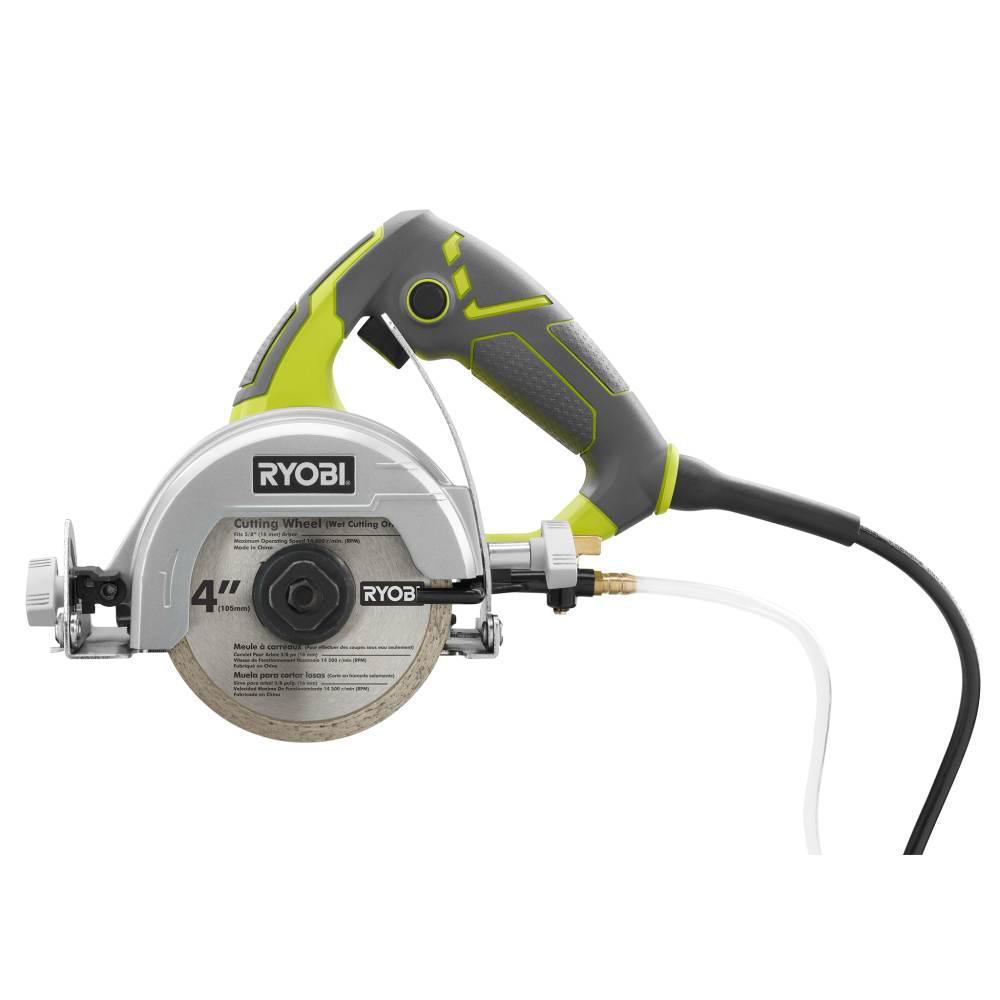 RYOBI
Cutting Wheel (Wet Cutting On
Fits 5/8" (16 mm) Arbor
Maximum Operating Speed 14 500 r/min. (RPM)
Made in China
4"
(105mm)
RYOBI
Meule à carreaux (Pour effectuer des coupes sous eau seulement)
Convint Pour Arbre 5/8 po (16 mm)
Vitesse de Fonctionnement Maximale 14 500 r/min (RPM)
Fabriqué en China
Muela para cortar losas (Corte en húmedo solamente)
Sirve para árbol 5/8 pulg. (16 mm)
Velocidad Máxima De Funcionamiento 14 500 r/min (RPM)
Fabricado en China